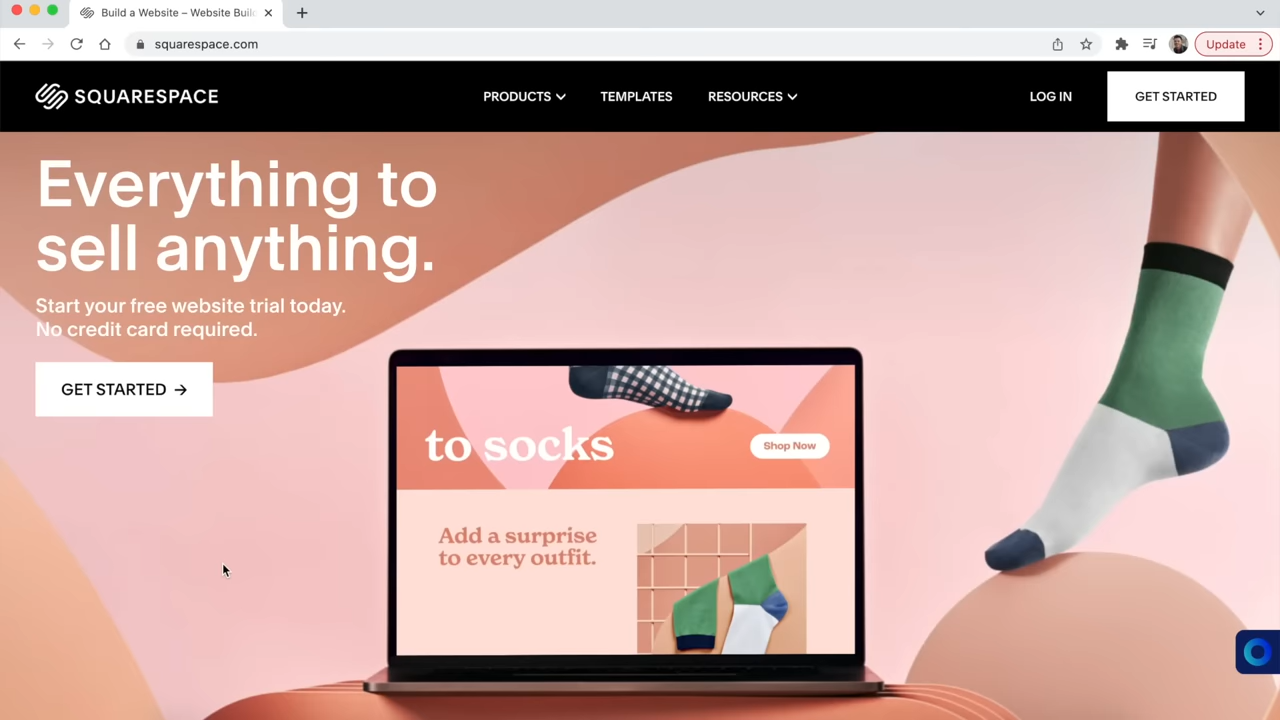 Build a Website – Website Buil
squarespace.com
Update
SQUARESPACE
PRODUCTS
TEMPLATES
RESOURCES
LOG IN
GET STARTED
Everything to
sell anything.
Start your free website trial today.
No credit card required.
GET STARTED →
to socks
Shop Now
Add a surprise
to every outfit.